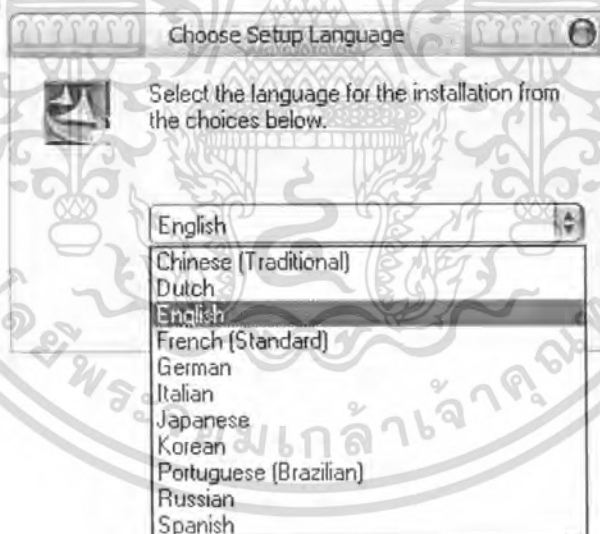 Choose Setup Language
Select the language for the installation from
the choices below.
English
Chinese (Traditional)
Dutch
English
French (Standard)
German
Italian
Japanese
Korean
Portuguese (Brazilian)
Russian
Spanish